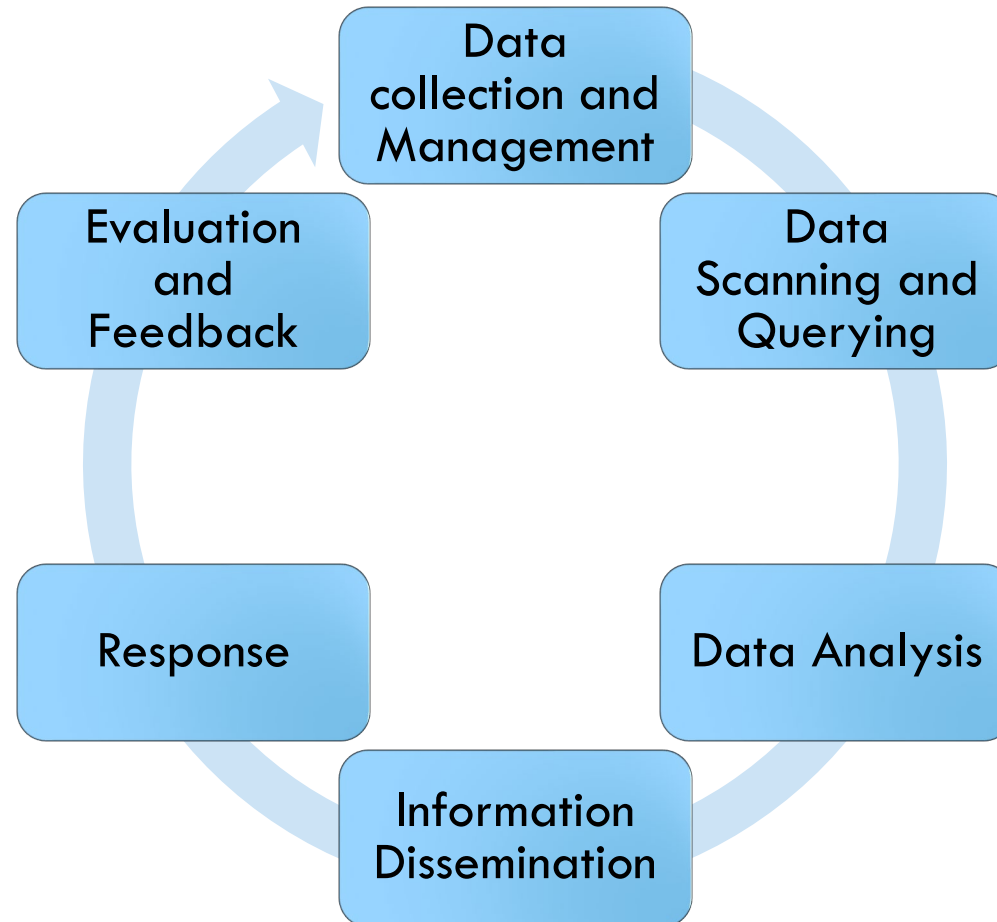 Data
collection and
Management
Data
Scanning and
Querying
Data Analysis
Information
Dissemination
Response
Evaluation
and
Feedback